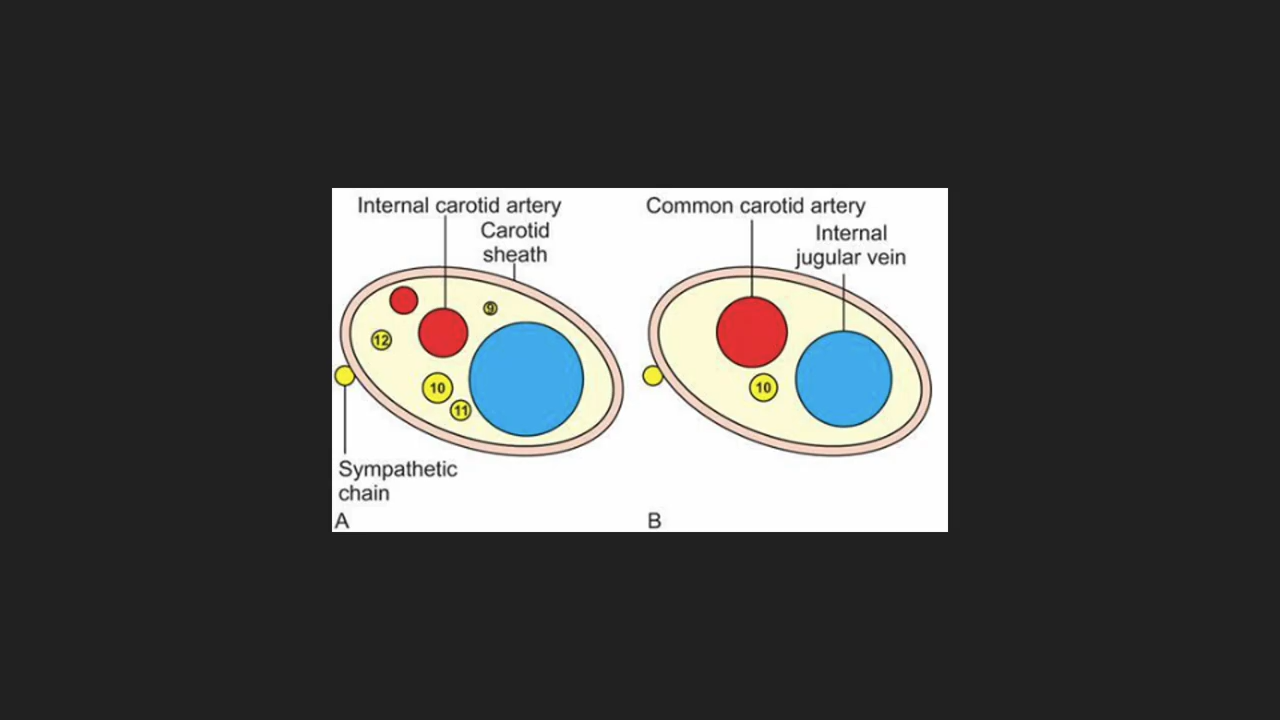 Internal carotid artery
Carotid
sheath
9
12
10
11
Sympathetic
chain
A
Common carotid artery
Internal
jugular vein
10
B